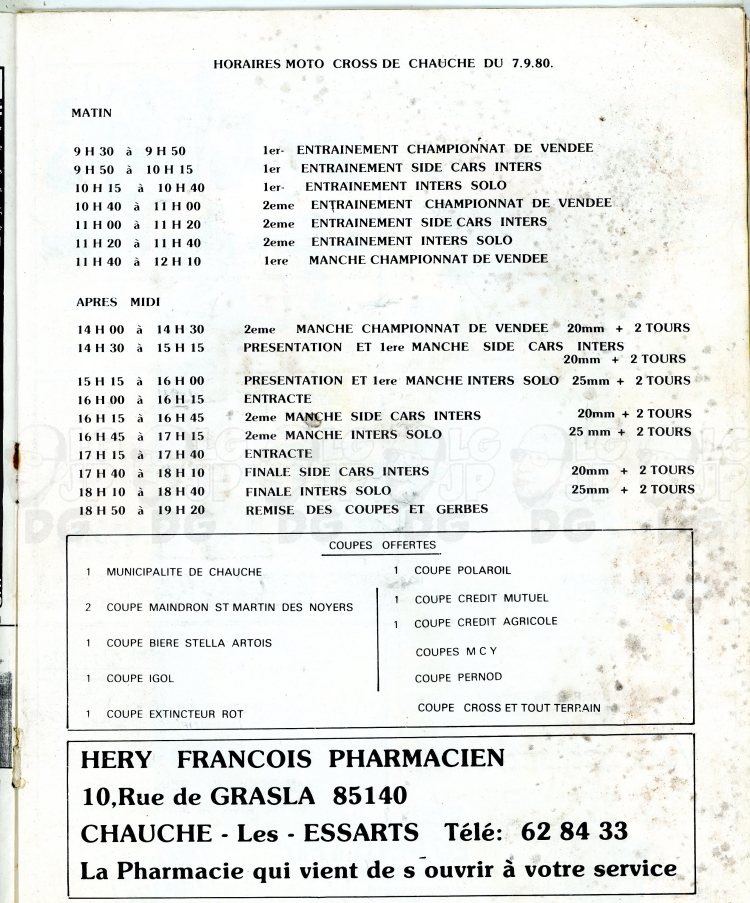 HORAIRES MOTO CROSS DE CHAUCHE DU 7.9.80.
MATIN
9 H 30 à 9 H 50 1er- ENTRAINEMENT CHAMPIONNAT DE VENDEE
9 H 50 à 10 H 15 1er ENTRAINEMENT SIDE CARS INTERS
10 H 15 à 10 H 40 1er- ENTRAINEMENT INTERS SOLO
10 H 40 à 11 H 00 2eme ENTRAINEMENT CHAMPIONNAT DE VENDEE
11 H 00 à 11 H 20 2eme ENTRAINEMENT SIDE CARS INTERS
11 H 20 à 11 H 40 2eme ENTRAINEMENT INTERS SOLO
11 H 40 à 12 H 10 1ere MANCHE CHAMPIONNAT DE VENDEE
APRES MIDI
14 H 00 à 14 H 30 2eme MANCHE CHAMPIONNAT DE VENDEE 20mm + 2 TOURS
14 H 30 à 15 H 15 PRESENTATION ET 1ere MANCHE SIDE CARS INTERS
20mm + 2 TOURS
15 H 15 à 16 H 00 PRESENTATION ET 1ere MANCHE INTERS SOLO 25mm + 2 TOURS
16 H 00 à 16 H 15 ENTRACTE
16 H 15 à 16 H 45 2eme MANCHE SIDE CARS INTERS 20mm + 2 TOURS
16 H 45 à 17 H 15 2eme MANCHE INTERS SOLO 25 mm + 2 TOURS
17 H 15 à 17 H 40 ENTRACTE
17 H 40 à 18 H 10 FINALE SIDE CARS INTERS 20mm + 2 TOURS
18 H 10 à 18 H 40 FINALE INTERS SOLO 25mm + 2 TOURS
18 H 50 à 19 H 20 REMISE DES COUPES ET GERBES
COUPES OFFERTES
1 MUNICIPALITE DE CHAUCHE
2 COUPE MAINDRON ST MARTIN DES NOYERS
1 COUPE BIERE STELLA ARTOIS
1 COUPE IGOL
1 COUPE EXTINCTEUR ROT
1 COUPE POLAROIL
1 COUPE CREDIT MUTUEL
1 COUPE CREDIT AGRICOLE
COUPES M C Y
COUPE PERNOD
COUPE CROSS ET TOUT TERRAIN
HERY FRANCOIS PHARMACIEN
10,Rue de GRASLA 85140
CHAUCHE - Les - ESSARTS Télé: 62 84 33
La Pharmacie qui vient de s'ouvrir à votre service